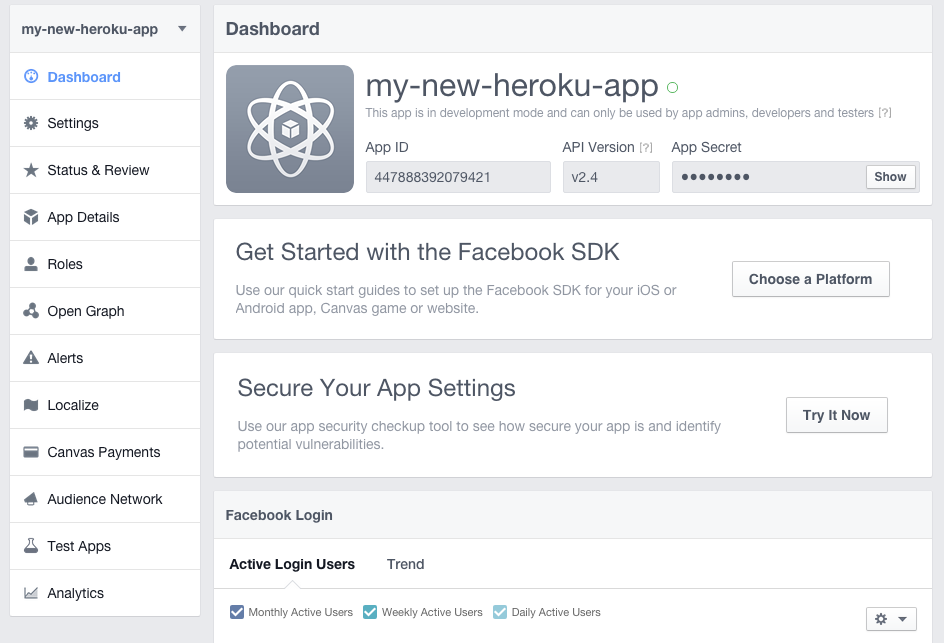 my-new-heroku-app
Dashboard
Settings
Status & Review
App Details
Roles
Open Graph
Alerts
Localize
Canvas Payments
Audience Network
Test Apps
Analytics
Dashboard
my-new-heroku-app
This app is in development mode and can only be used by app admins, developers and testers [?]
App ID API Version [?] App Secret
447888392079421 v2.4 ●●●●●●●● Show
Get Started with the Facebook SDK
Use our quick start guides to set up the Facebook SDK for your iOS or
Android app, Canvas game or website.
Choose a Platform
Secure Your App Settings
Use our app security checkup tool to see how secure your app is and identify
potential vulnerabilities.
Try It Now
Facebook Login
Active Login Users Trend
Monthly Active Users Weekly Active Users Daily Active Users